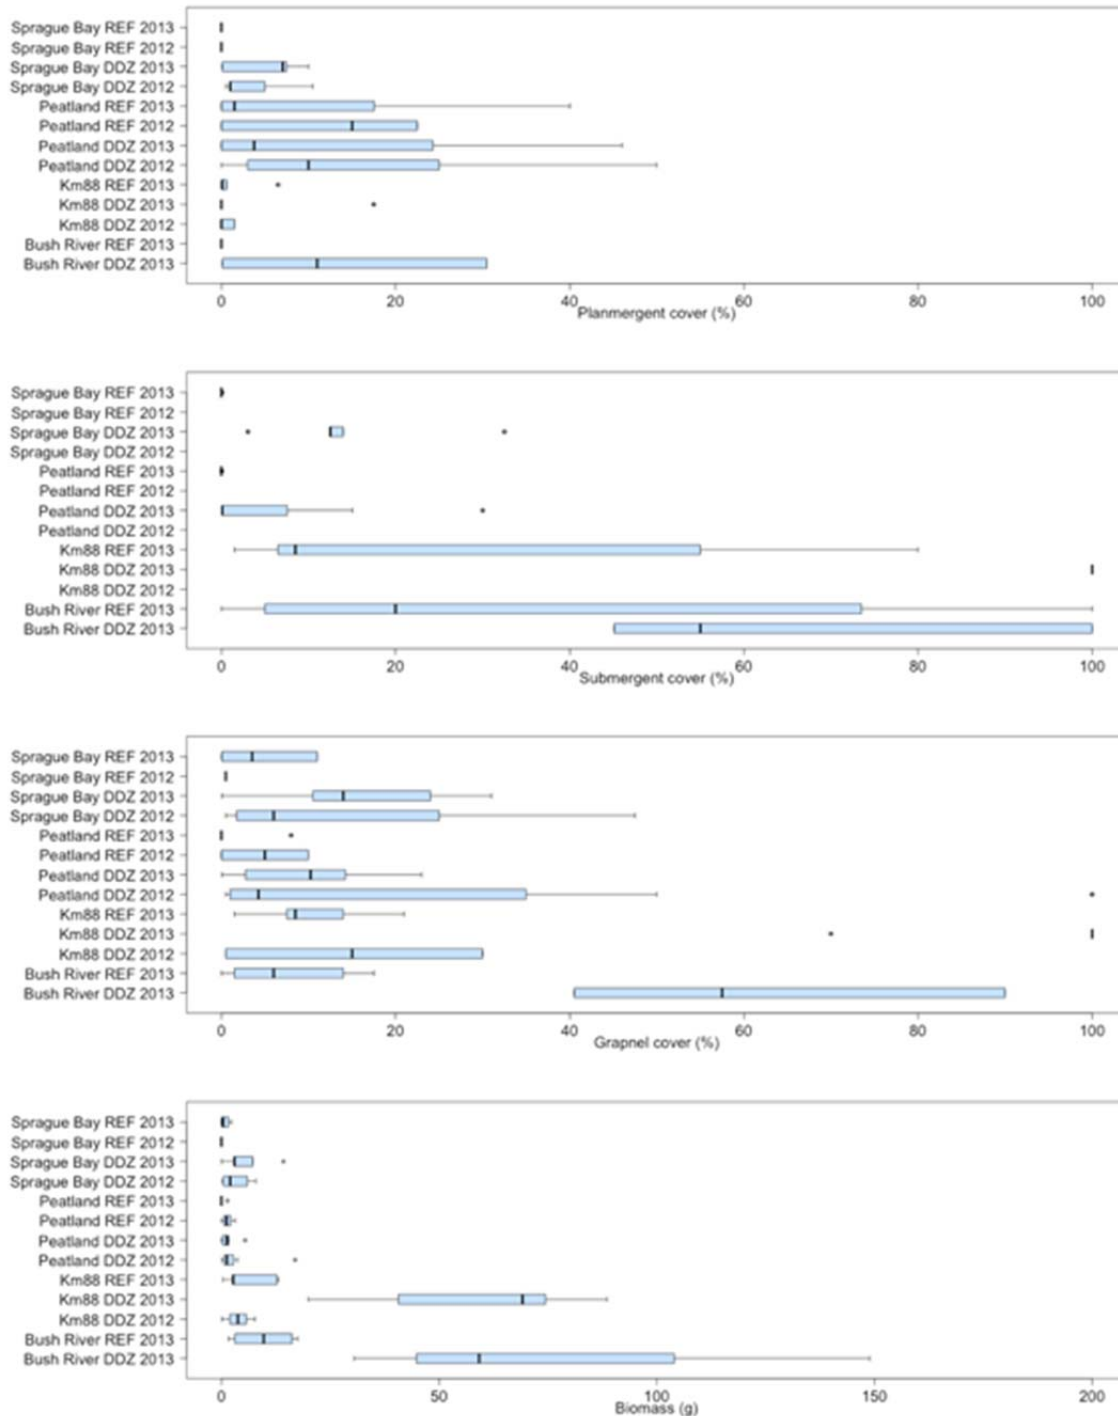 Sprague Bay REF 2013
Sprague Bay REF 2012
Sprague Bay DDZ 2013
Sprague Bay DDZ 2012
Peatland REF 2013
Peatland REF 2012
Peatland DDZ 2013
Peatland DDZ 2012
Km88 REF 2013
Km88 DDZ 2013
Km88 DDZ 2012
Bush River REF 2013
Bush River DDZ 2013
0 20 40 60 80 100
Planmergent cover (%)
Sprague Bay REF 2013
Sprague Bay REF 2012
Sprague Bay DDZ 2013
Sprague Bay DDZ 2012
Peatland REF 2013
Peatland REF 2012
Peatland DDZ 2013
Peatland DDZ 2012
Km88 REF 2013
Km88 DDZ 2013
Km88 DDZ 2012
Bush River REF 2013
Bush River DDZ 2013
0 20 40 60 80 100
Submergent cover (%)
Sprague Bay REF 2013
Sprague Bay REF 2012
Sprague Bay DDZ 2013
Sprague Bay DDZ 2012
Peatland REF 2013
Peatland REF 2012
Peatland DDZ 2013
Peatland DDZ 2012
Km88 REF 2013
Km88 DDZ 2013
Km88 DDZ 2012
Bush River REF 2013
Bush River DDZ 2013
0 20 40 60 80 100
Grapnel cover (%)
Sprague Bay REF 2013
Sprague Bay REF 2012
Sprague Bay DDZ 2013
Sprague Bay DDZ 2012
Peatland REF 2013
Peatland REF 2012
Peatland DDZ 2013
Peatland DDZ 2012
Km88 REF 2013
Km88 DDZ 2013
Km88 DDZ 2012
Bush River REF 2013
Bush River DDZ 2013
0 50 100 150 200
Biomass (g)